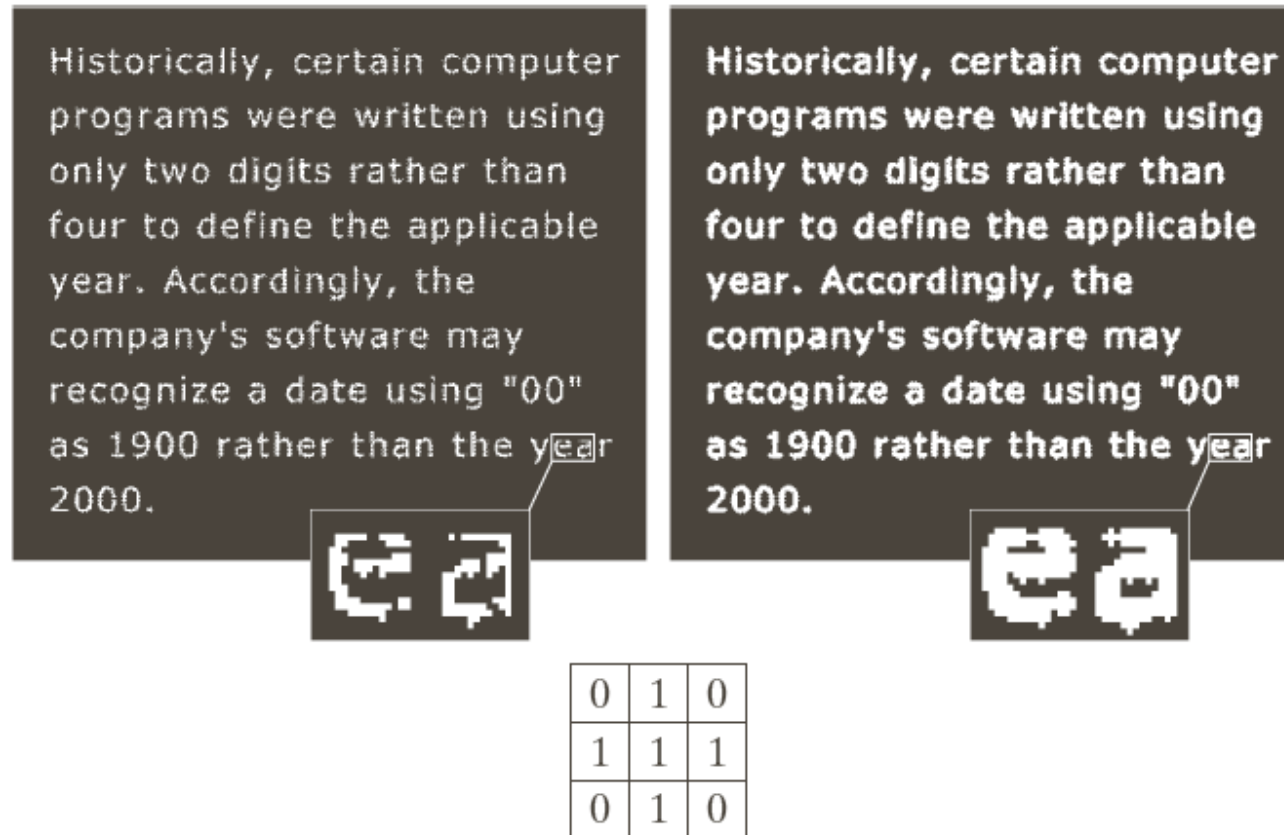 Historically, certain computer
programs were written using
only two digits rather than
four to define the applicable
year. Accordingly, the
company's software may
recognize a date using "00"
as 1900 rather than the year
2000.
ea
Historically, certain computer
programs were written using
only two digits rather than
four to define the applicable
year. Accordingly, the
company's software may
recognize a date using "00"
as 1900 rather than the year
2000.
ea
0 1 0
1 1 1
0 1 0